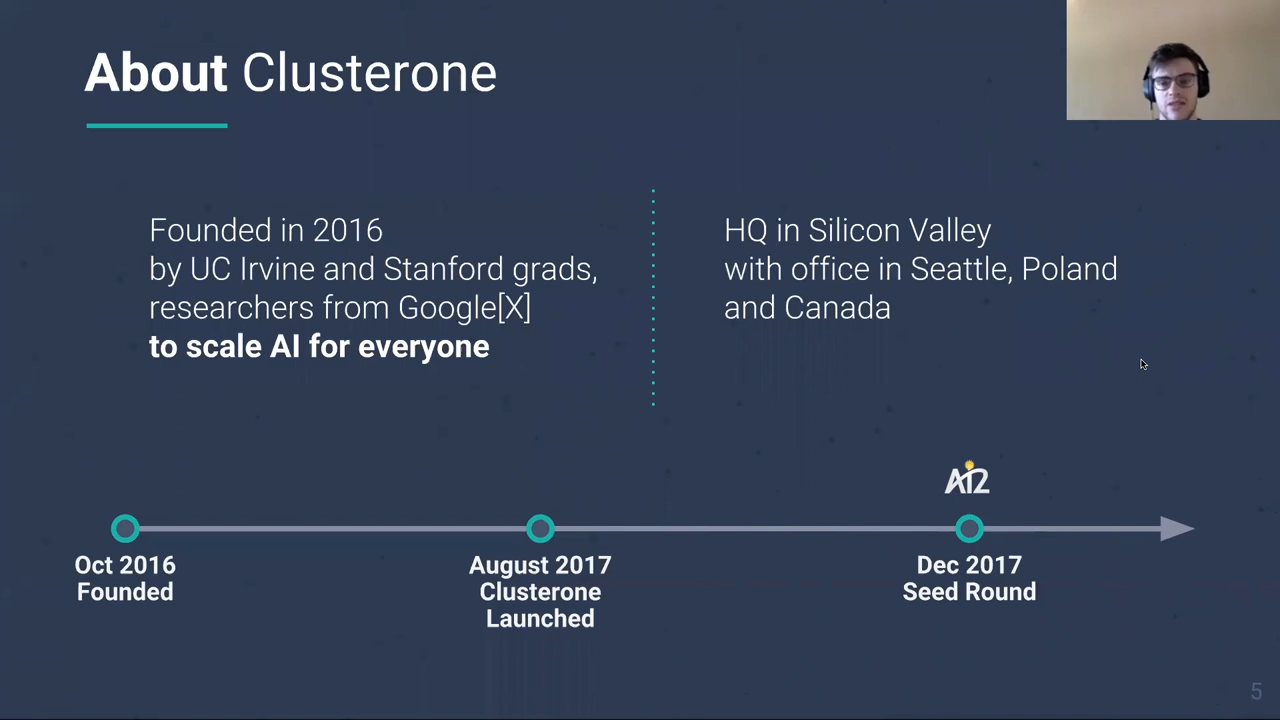 About Clusterone
Founded in 2016
by UC Irvine and Stanford grads,
researchers from Google[X]
to scale AI for everyone
HQ in Silicon Valley
with office in Seattle, Poland
and Canada
AI2
Oct 2016
Founded
August 2017
Clusterone
Launched
Dec 2017
Seed Round
5